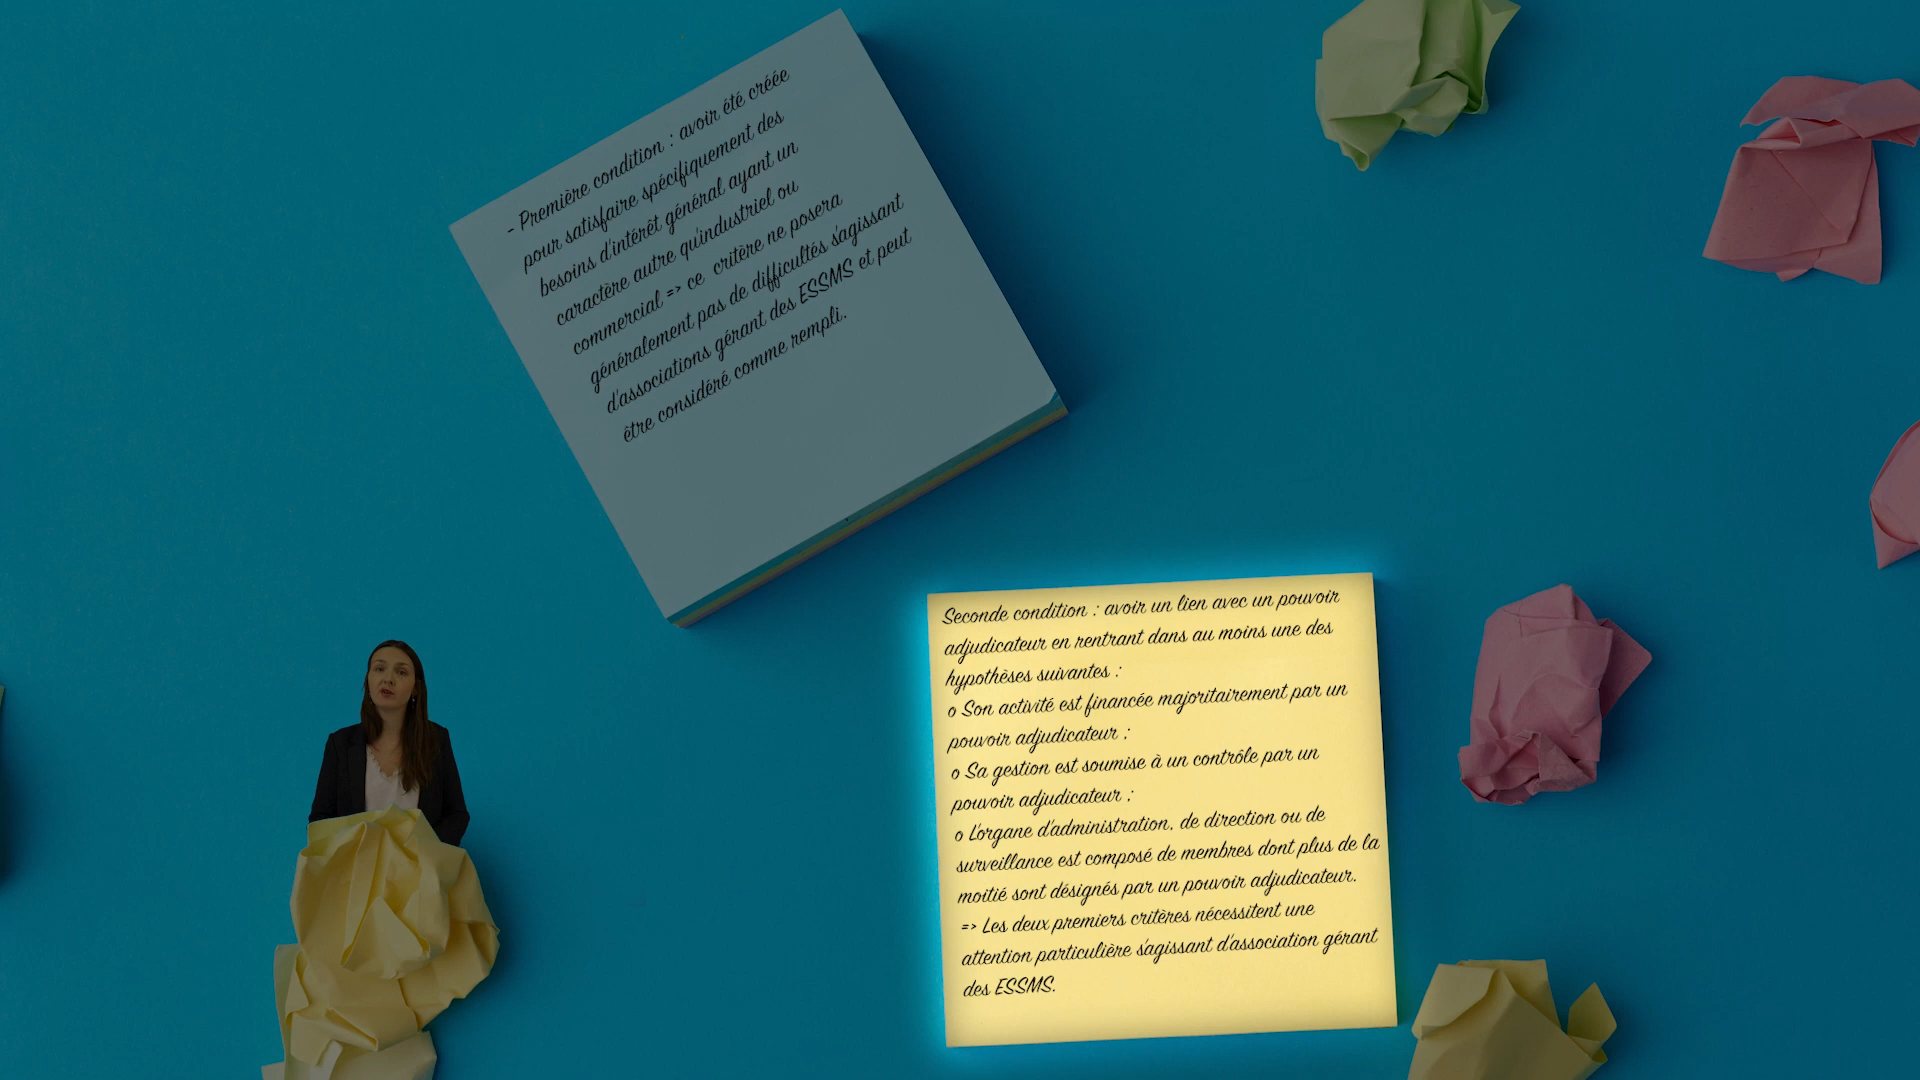 - Première condition : avoir été créée
pour satisfaire spécifiquement des
besoins d'intérêt général ayant un
caractère autre qu'industriel ou
commercial => ce critère ne posera
généralement pas de difficultés s'agissant
d'associations gérant des ESSMS et peut
être considéré comme rempli.
Seconde condition : avoir un lien avec un pouvoir
adjudicateur en rentrant dans au moins une des
hypothèses suivantes :
o Son activité est financée majoritairement par un
pouvoir adjudicateur ;
o Sa gestion est soumise à un contrôle par un
pouvoir adjudicateur ;
o L'organe d'administration, de direction ou de
surveillance est composé de membres dont plus de la
moitié sont désignés par un pouvoir adjudicateur.
=> Les deux premiers critères nécessitent une
attention particulière s'agissant d'association gérant
des ESSMS.